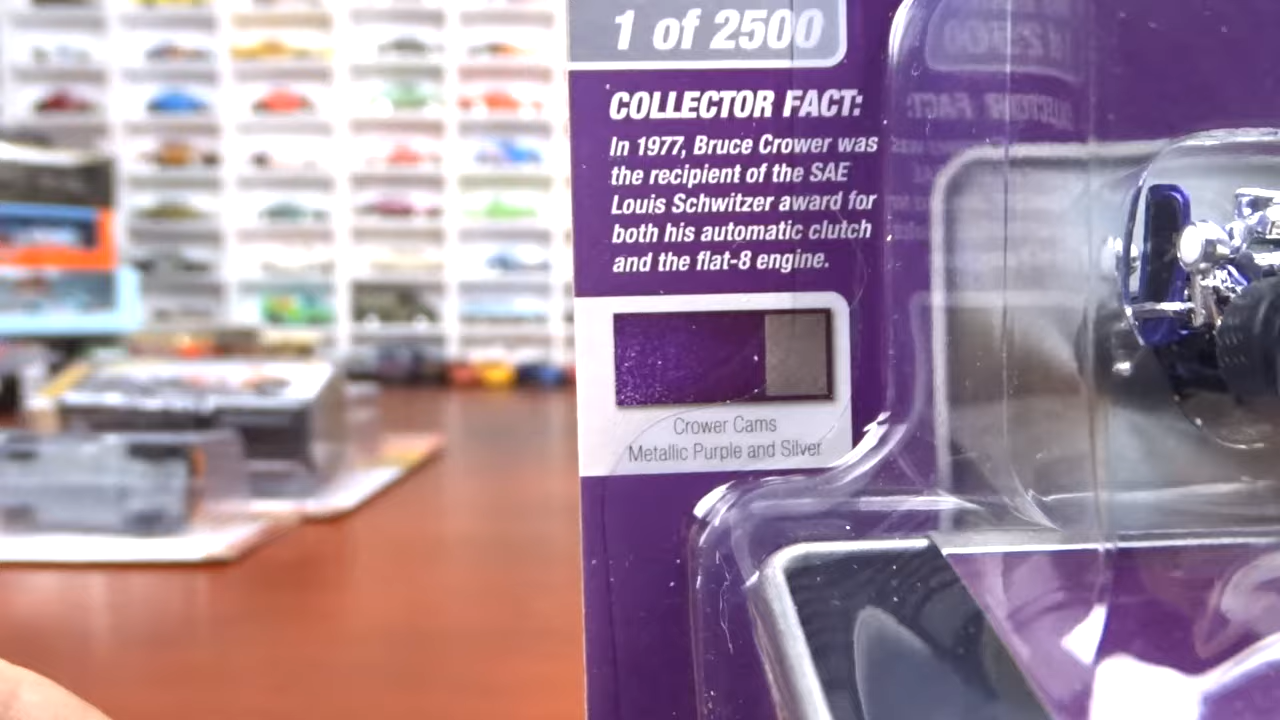 1 of 2500
COLLECTOR FACT:
In 1977, Bruce Crower was
the recipient of the SAE
Louis Schwitzer award for
both his automatic clutch
and the flat-8 engine.
Crower Cams
Metallic Purple and Silver